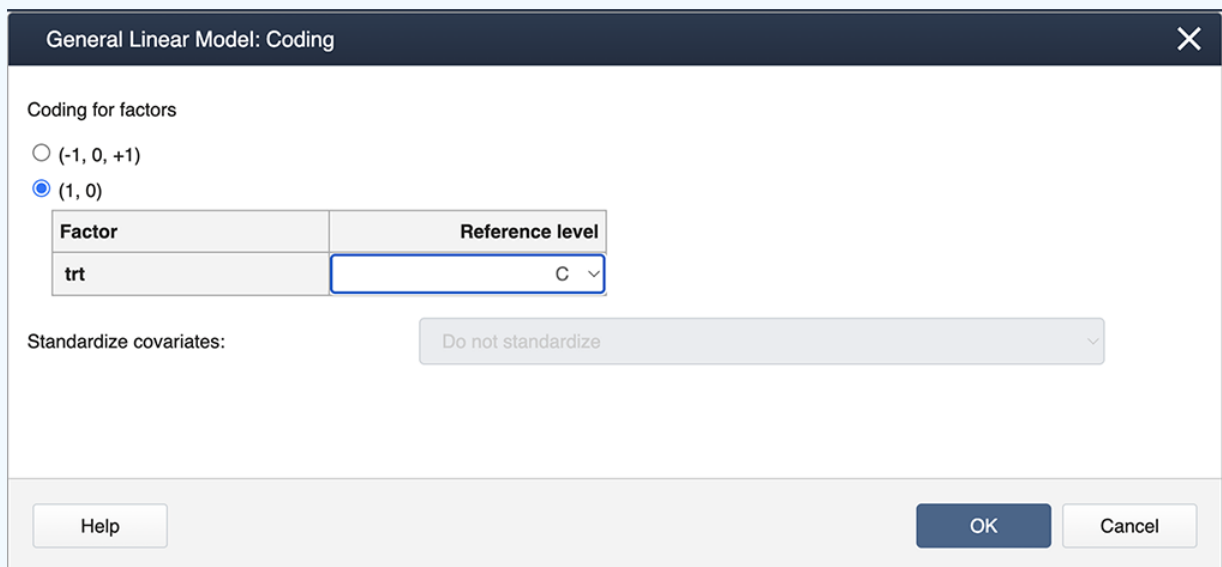 General Linear Model: Coding
Coding for factors
(-1, 0, +1)
(1, 0)
Factor Reference level
trt C
Standardize covariates: Do not standardize
Help OK Cancel